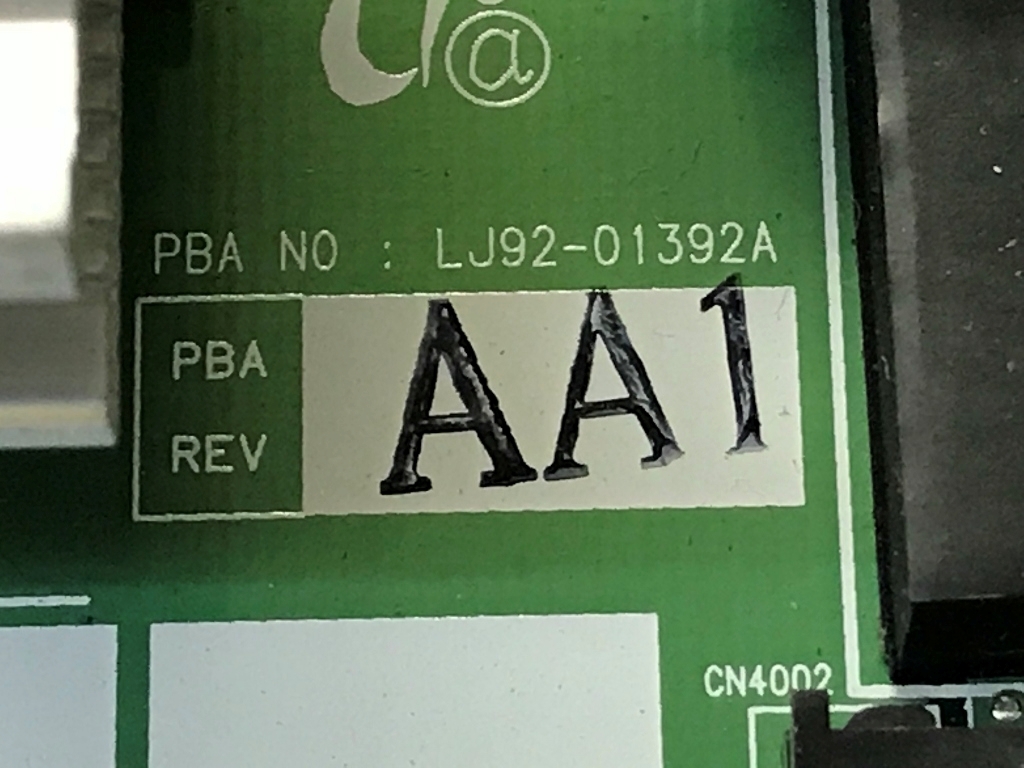 @
PBA NO : LJ92-01392A
PBA REV
AA1
CN4002